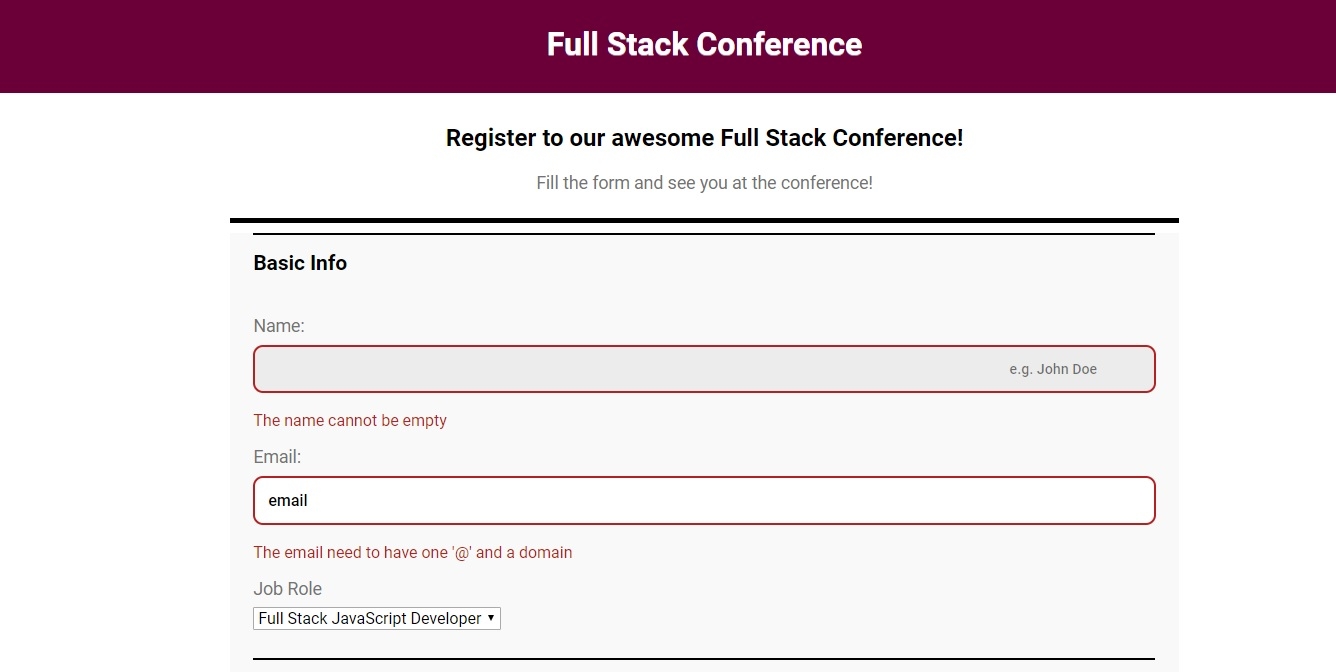 Full Stack Conference
Register to our awesome Full Stack Conference!
Fill the form and see you at the conference!
Basic Info
Name:
e.g. John Doe
The name cannot be empty
Email:
email
The email need to have one '@' and a domain
Job Role
Full Stack JavaScript Developer